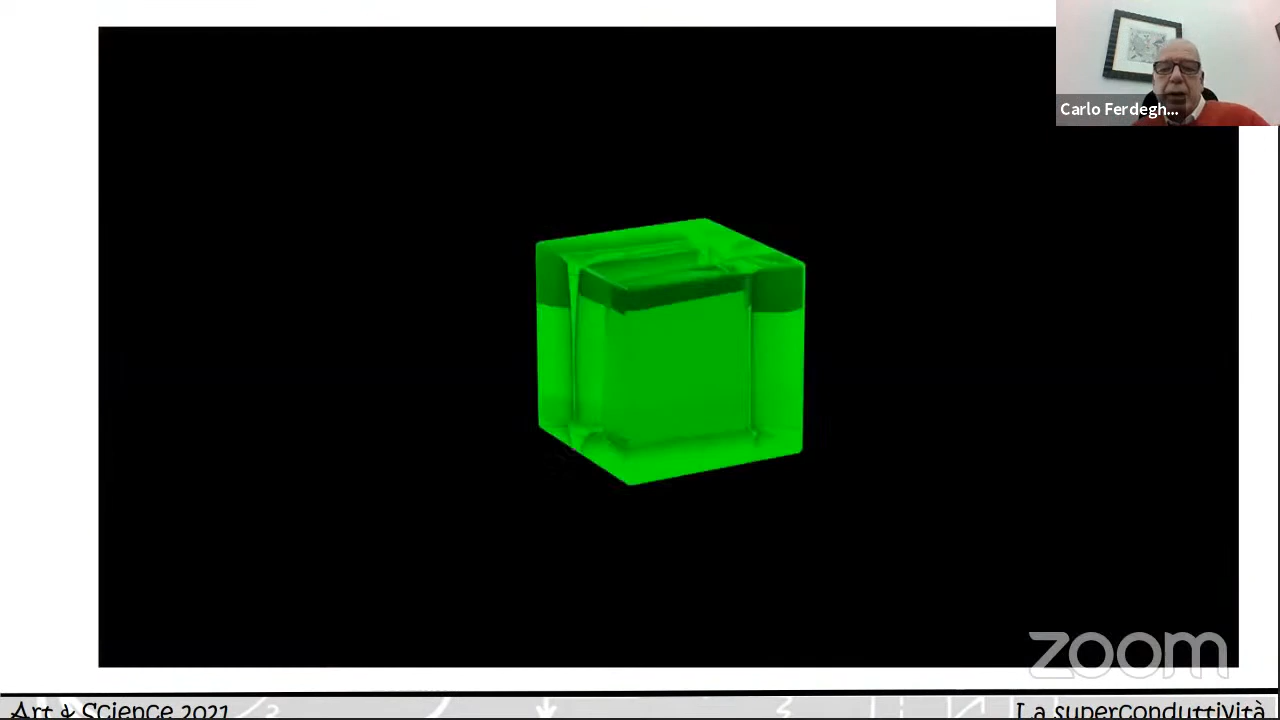 Carlo Ferdegh...
zoom
Art & Science 2021
La superconduttività